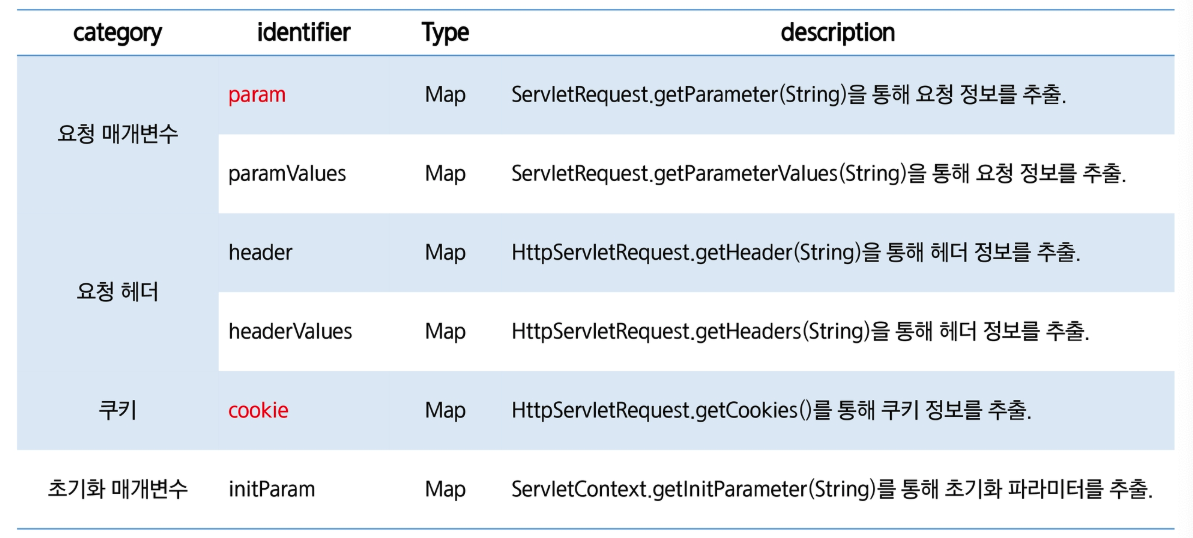 category identifier Type description
요청 매개변수 param Map ServletRequest.getParameter(String)을 통해 요청 정보를 추출.
paramValues Map ServletRequest.getParameterValues(String)을 통해 요청 정보를 추출.
요청 헤더 header Map HttpServletRequest.getHeader(String)을 통해 헤더 정보를 추출.
headerValues Map HttpServletRequest.getHeaders(String)을 통해 헤더 정보를 추출.
쿠키 cookie Map HttpServletRequest.getCookies()를 통해 쿠키 정보를 추출.
초기화 매개변수 initParam Map ServletContext.getInitParameter(String)를 통해 초기화 파라미터를 추출.